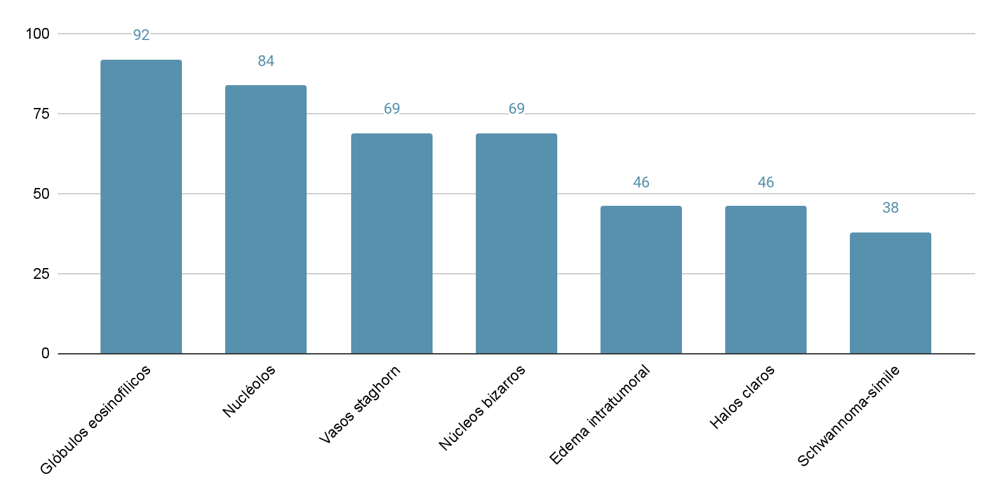 100
75
50
25
0
92
84
69
69
46
46
38
Glóbulos eosinofílicos
Nucléolos
Vasos staghorn
Núcleos bizarros
Edema intratumoral
Halos claros
Schwannoma-símile